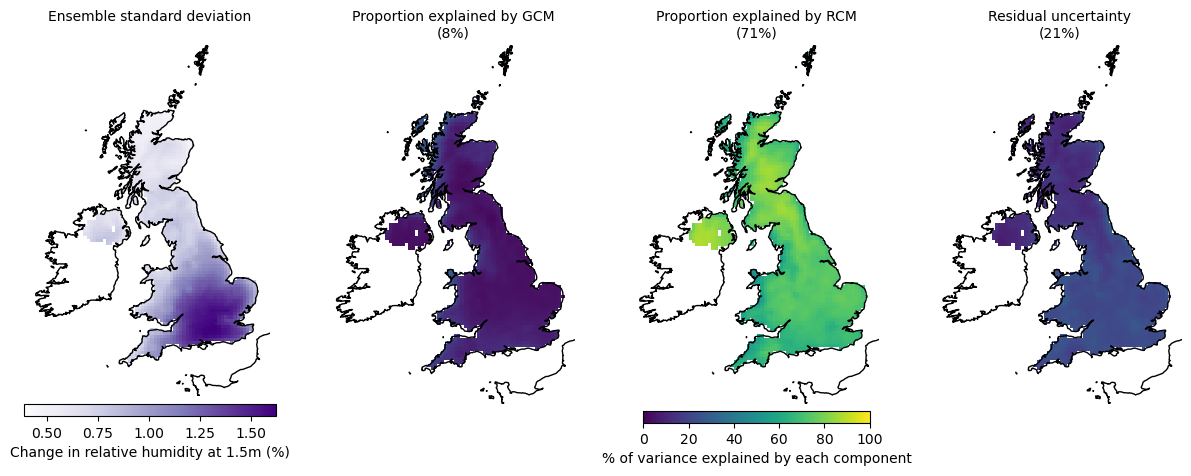 Ensemble standard deviation
Proportion explained by GCM
(8%)
Proportion explained by RCM
(71%)
Residual uncertainty
(21%)
0.50 0.75 1.00 1.25 1.50
Change in relative humidity at 1.5m (%)
0 20 40 60 80 100
% of variance explained by each component